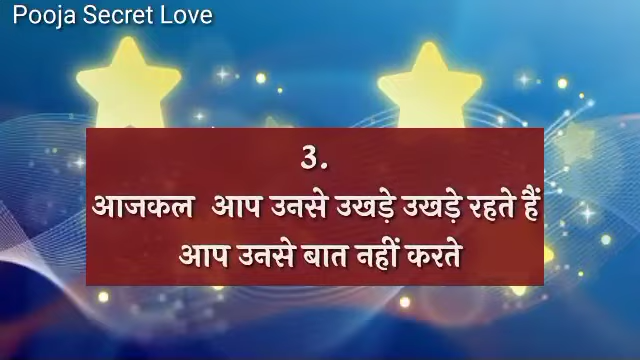 Pooja Secret Love
3.
आजकल आप उनसे उखड़े उखड़े रहते हैं
आप उनसे बात नहीं करते